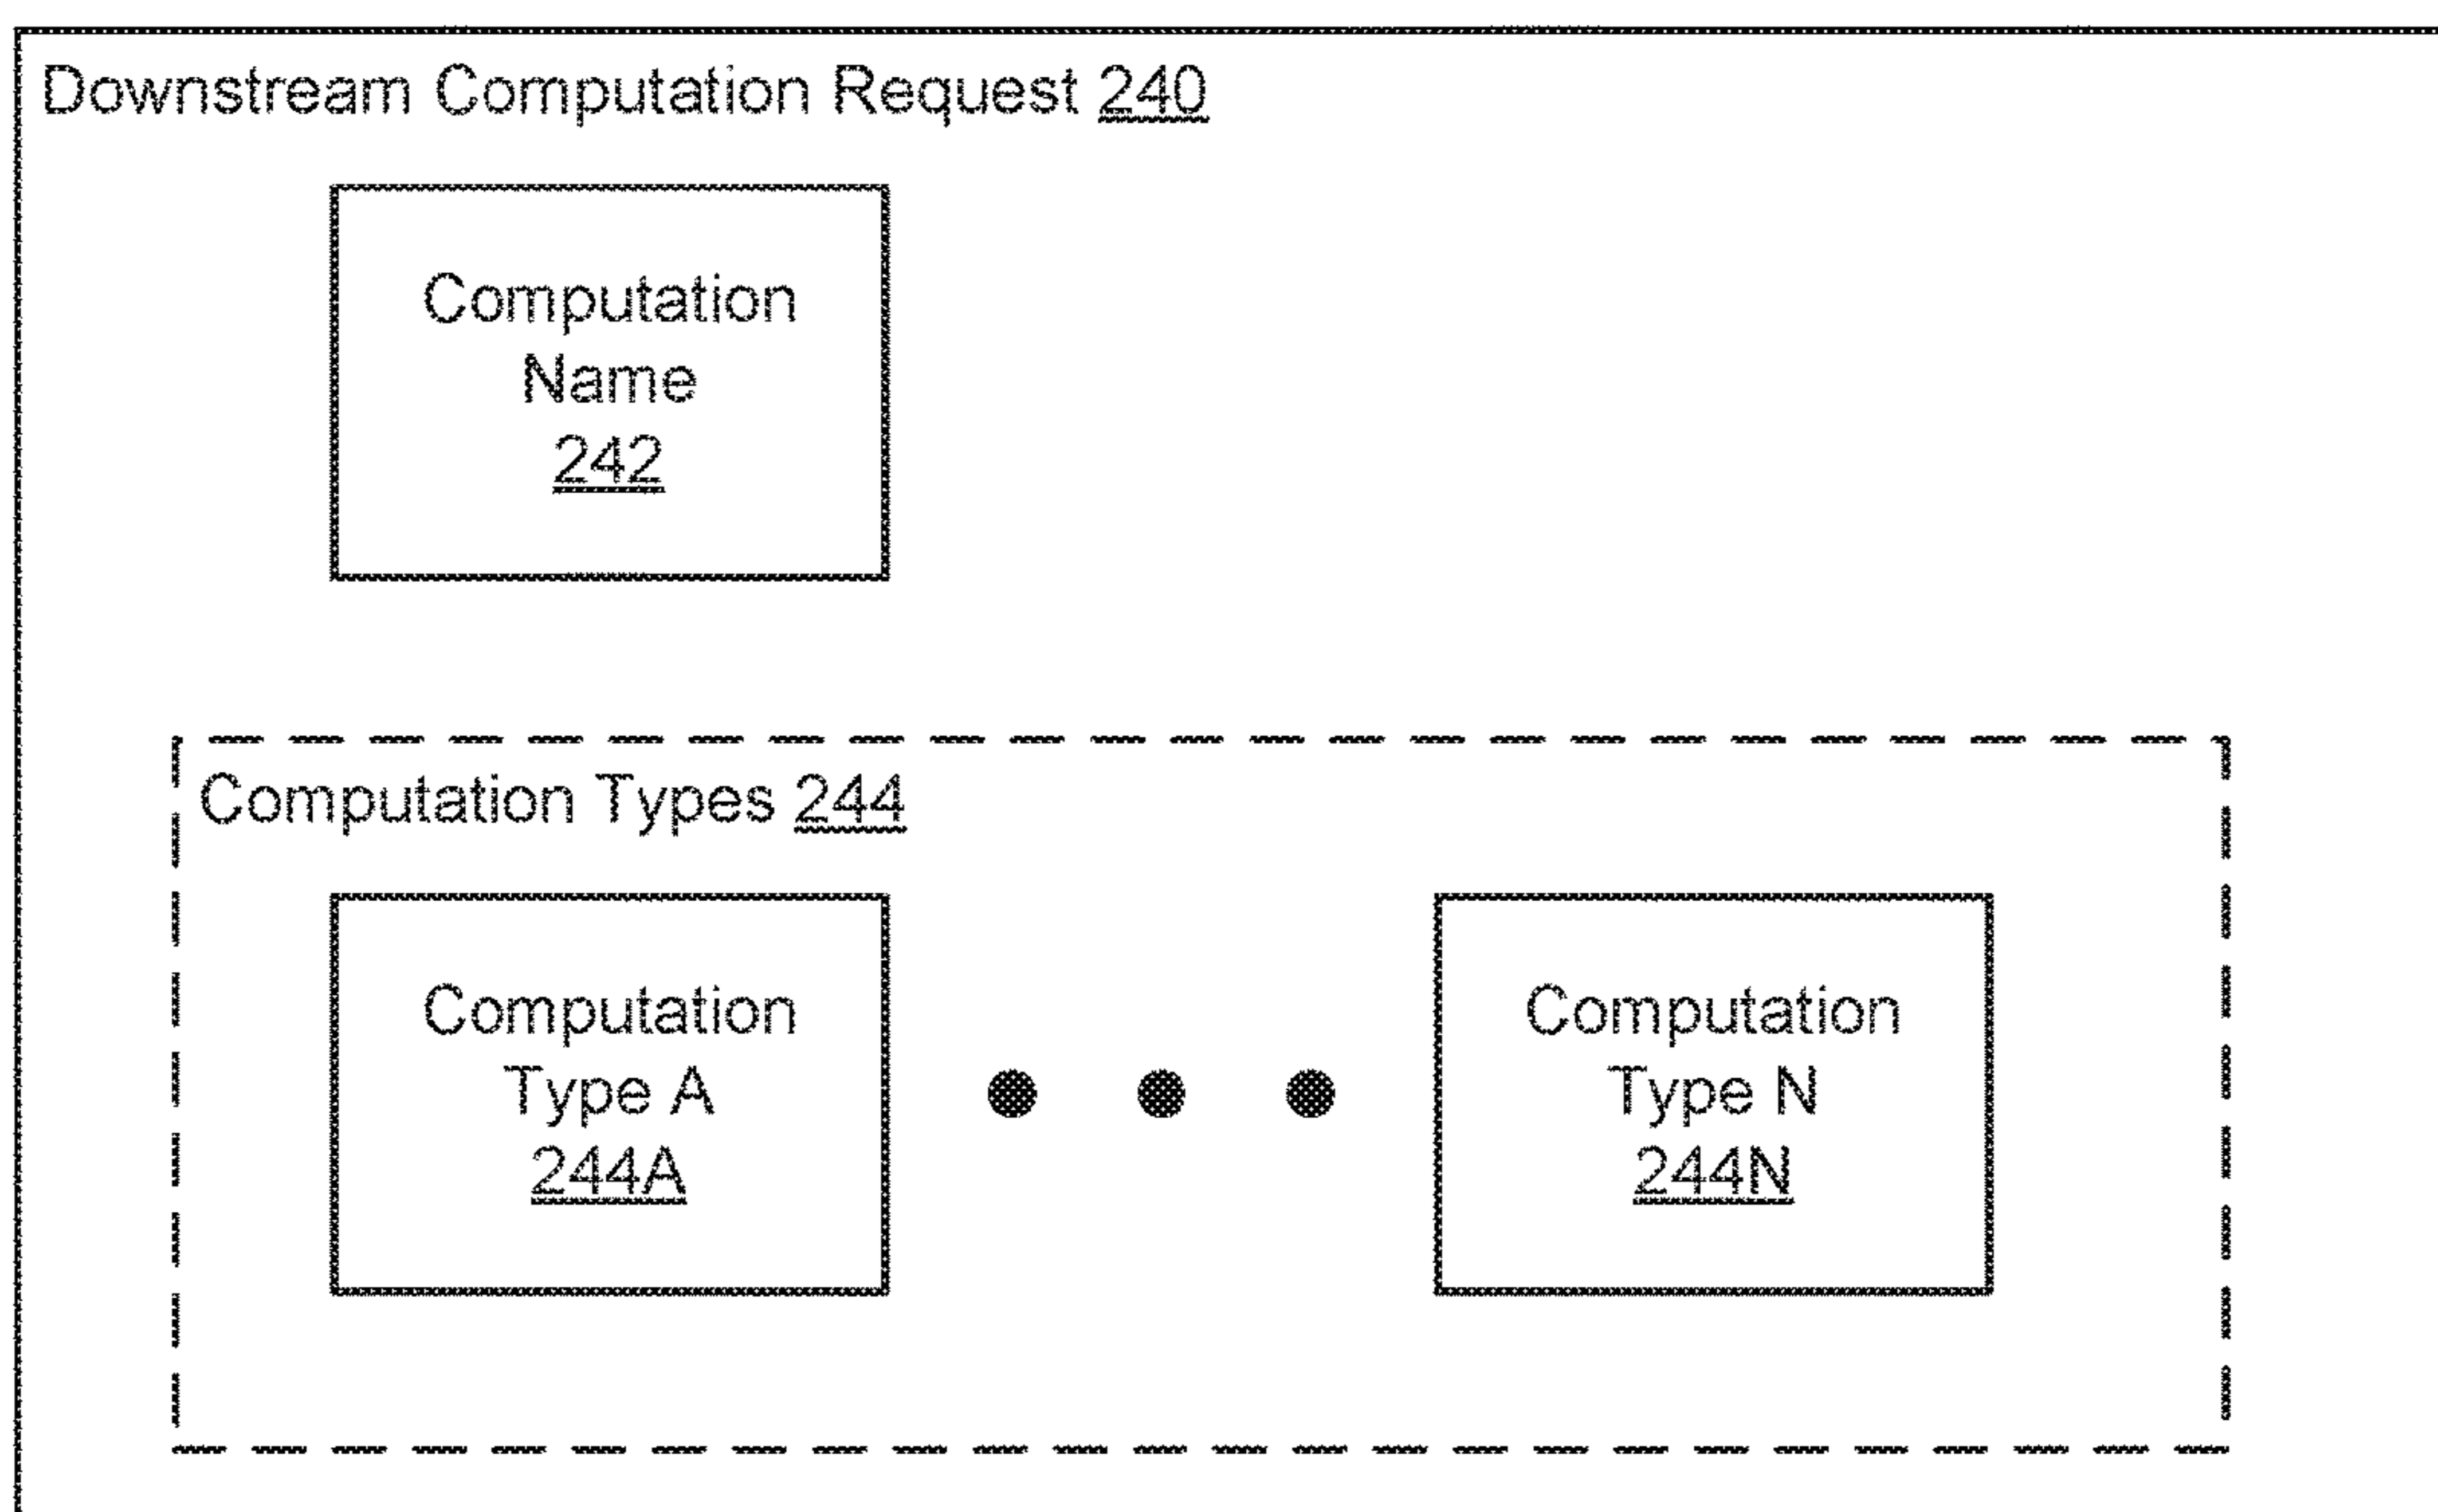 Downstream Computation Request 240
Computation
Name
242
Computation Types 244
Computation
Type A
244A
Computation
Type N
244N